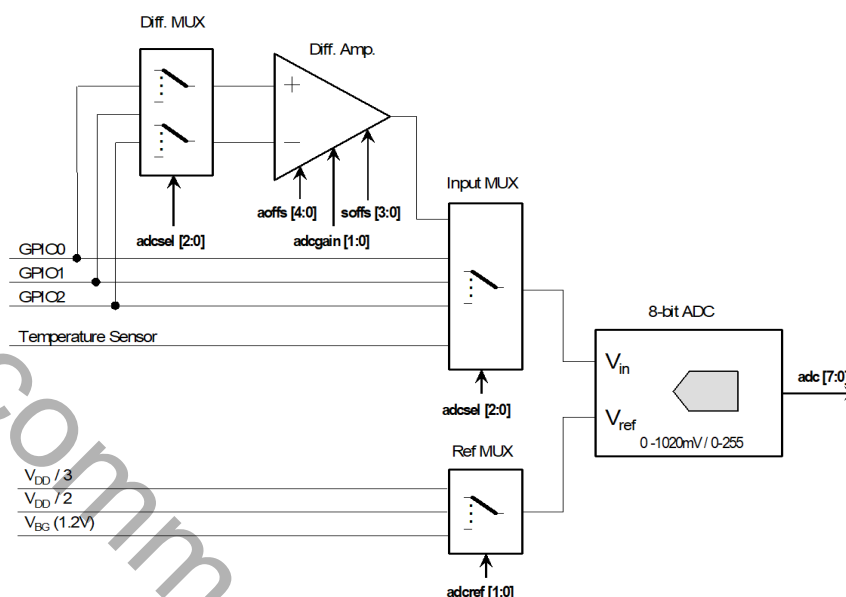 Diff. MUX
Diff. Amp.
+
−
Input MUX
aoffs [4:0]
soffs [3:0]
adcsel [2:0]
adcgain [1:0]
GPIO0
GPIO1
GPIO2
8-bit ADC
Temperature Sensor
Vin
adc [7:0]
adcsel [2:0]
Vref
0 -1020mV / 0-255
Ref MUX
VDD / 3
VDD / 2
VBG (1.2V)
adcref [1:0]
comm